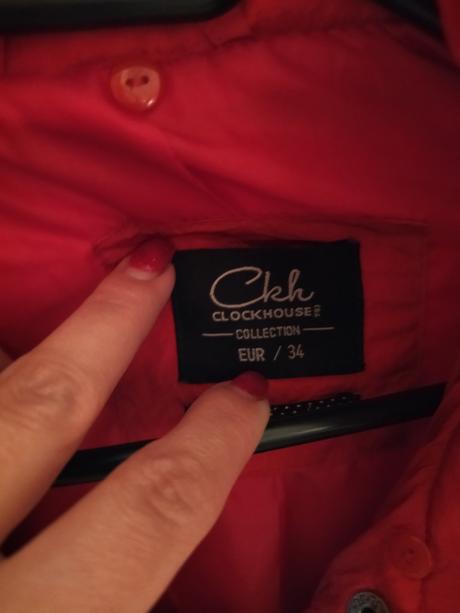 Ckh
CLOCKHOUSE
COLLECTION
EUR / 34